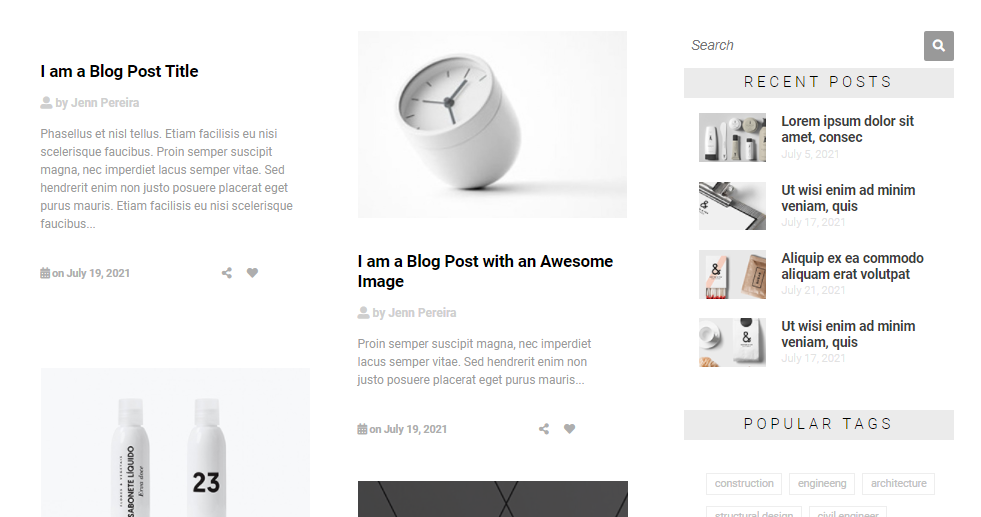 I am a Blog Post Title
by Jenn Pereira
Phasellus et nisl tellus. Etiam facilisis eu nisi
scelerisque faucibus. Proin semper suscipit
magna, nec imperdiet lacus semper vitae. Sed
hendrerit enim non justo posuere placerat eget
purus mauris. Etiam facilisis eu nisi scelerisque
faucibus...
on July 19, 2021
SABONETE LÍQUIDO
Erva doce
23
I am a Blog Post with an Awesome
Image
by Jenn Pereira
Proin semper suscipit magna, nec imperdiet
lacus semper vitae. Sed hendrerit enim non
justo posuere placerat eget purus mauris...
on July 19, 2021
Search
RECENT POSTS
Lorem ipsum dolor sit
amet, consec
July 5, 2021
&
Ut wisi enim ad minim
veniam, quis
July 17, 2021
&
Aliquip ex ea commodo
aliquam erat volutpat
July 21, 2021
&
Ut wisi enim ad minim
veniam, quis
July 17, 2021
POPULAR TAGS
construction engineeng architecture
structural design civil engineer